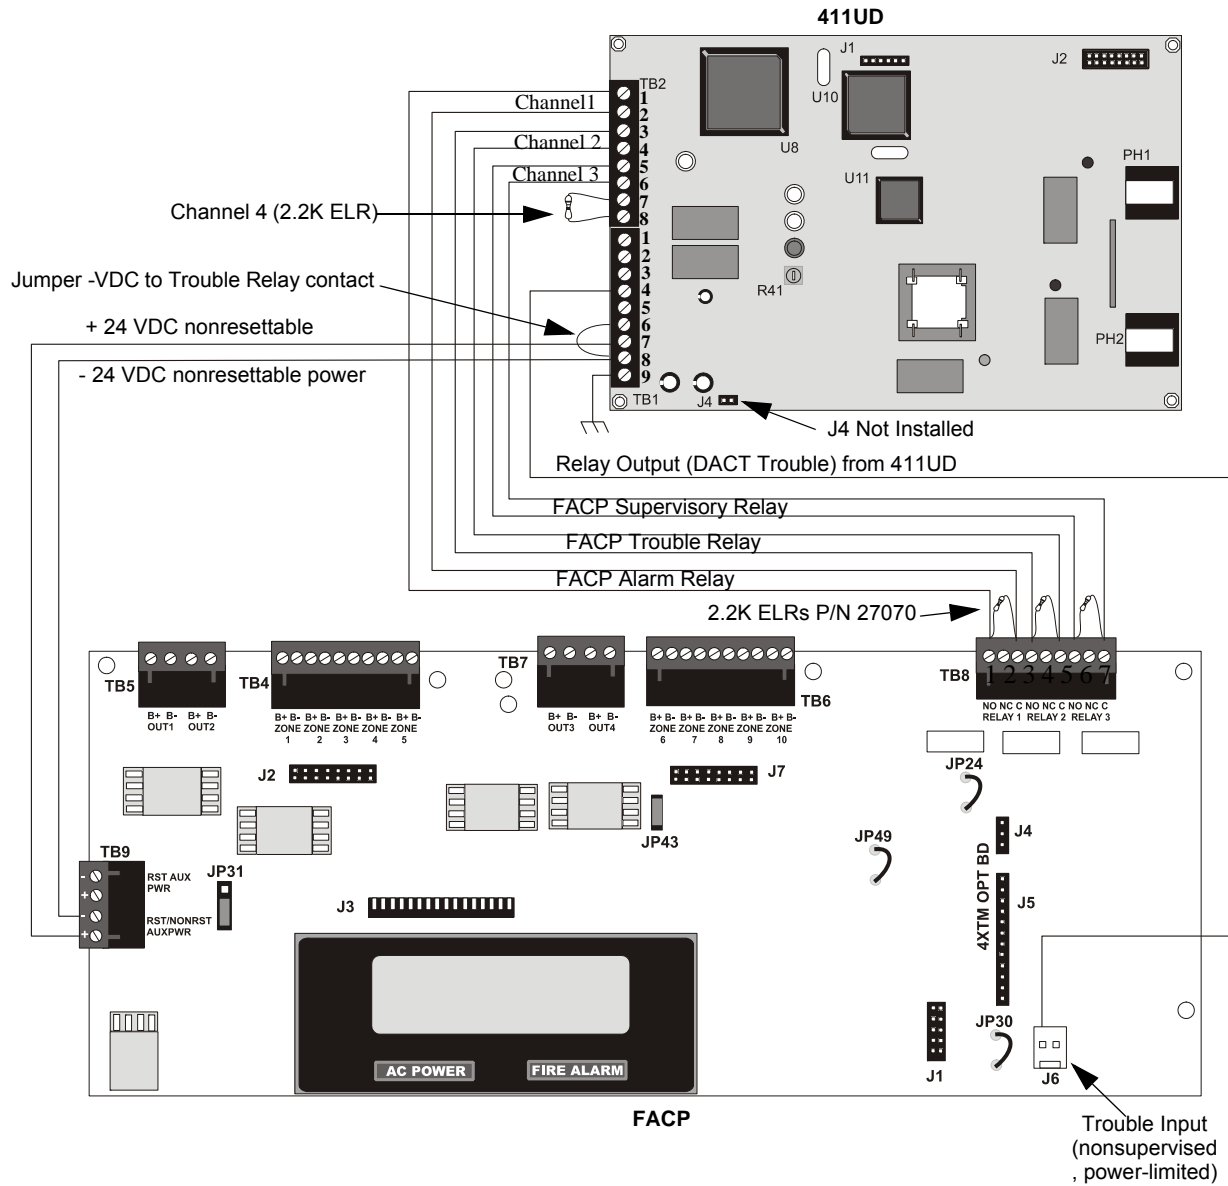 411UD
J1
J2
TB2
1
Channel1
2
3
Channel 2
4
5
Channel 3
6
7
8
U10
U8
U11
PH1
Channel 4 (2.2K ELR)
1
2
3
4
5
6
7
8
9
Jumper -VDC to Trouble Relay contact
R41
+ 24 VDC nonresettable
PH2
- 24 VDC nonresettable power
TB1
J4
J4 Not Installed
Relay Output (DACT Trouble) from 411UD
FACP Supervisory Relay
FACP Trouble Relay
FACP Alarm Relay
2.2K ELRs P/N 27070
TB5
B+ B- B+ B-
OUT1 OUT2
TB4
B+ B- B+ B- B+ B- B+ B- B+ B-
ZONE ZONE ZONE ZONE ZONE
1 2 3 4 5
TB7
B+ B- B+ B-
OUT3 OUT4
TB6
B+ B- B+ B- B+ B- B+ B- B+ B-
ZONE ZONE ZONE ZONE ZONE
6 7 8 9 10
TB8
1 2 3 4 5 6 7
NO NC C NO NC C NO NC C
RELAY 1 RELAY 2 RELAY 3
J2
J7
JP24
JP43
JP49
J4
TB9
- RST AUX
+ PWR
- RST/NONRST
+ AUXPWR
JP31
J3
4XTM OPT BD
J5
AC POWER
FIRE ALARM
J1
JP30
J6
FACP
Trouble Input
(nonsupervised
, power-limited)